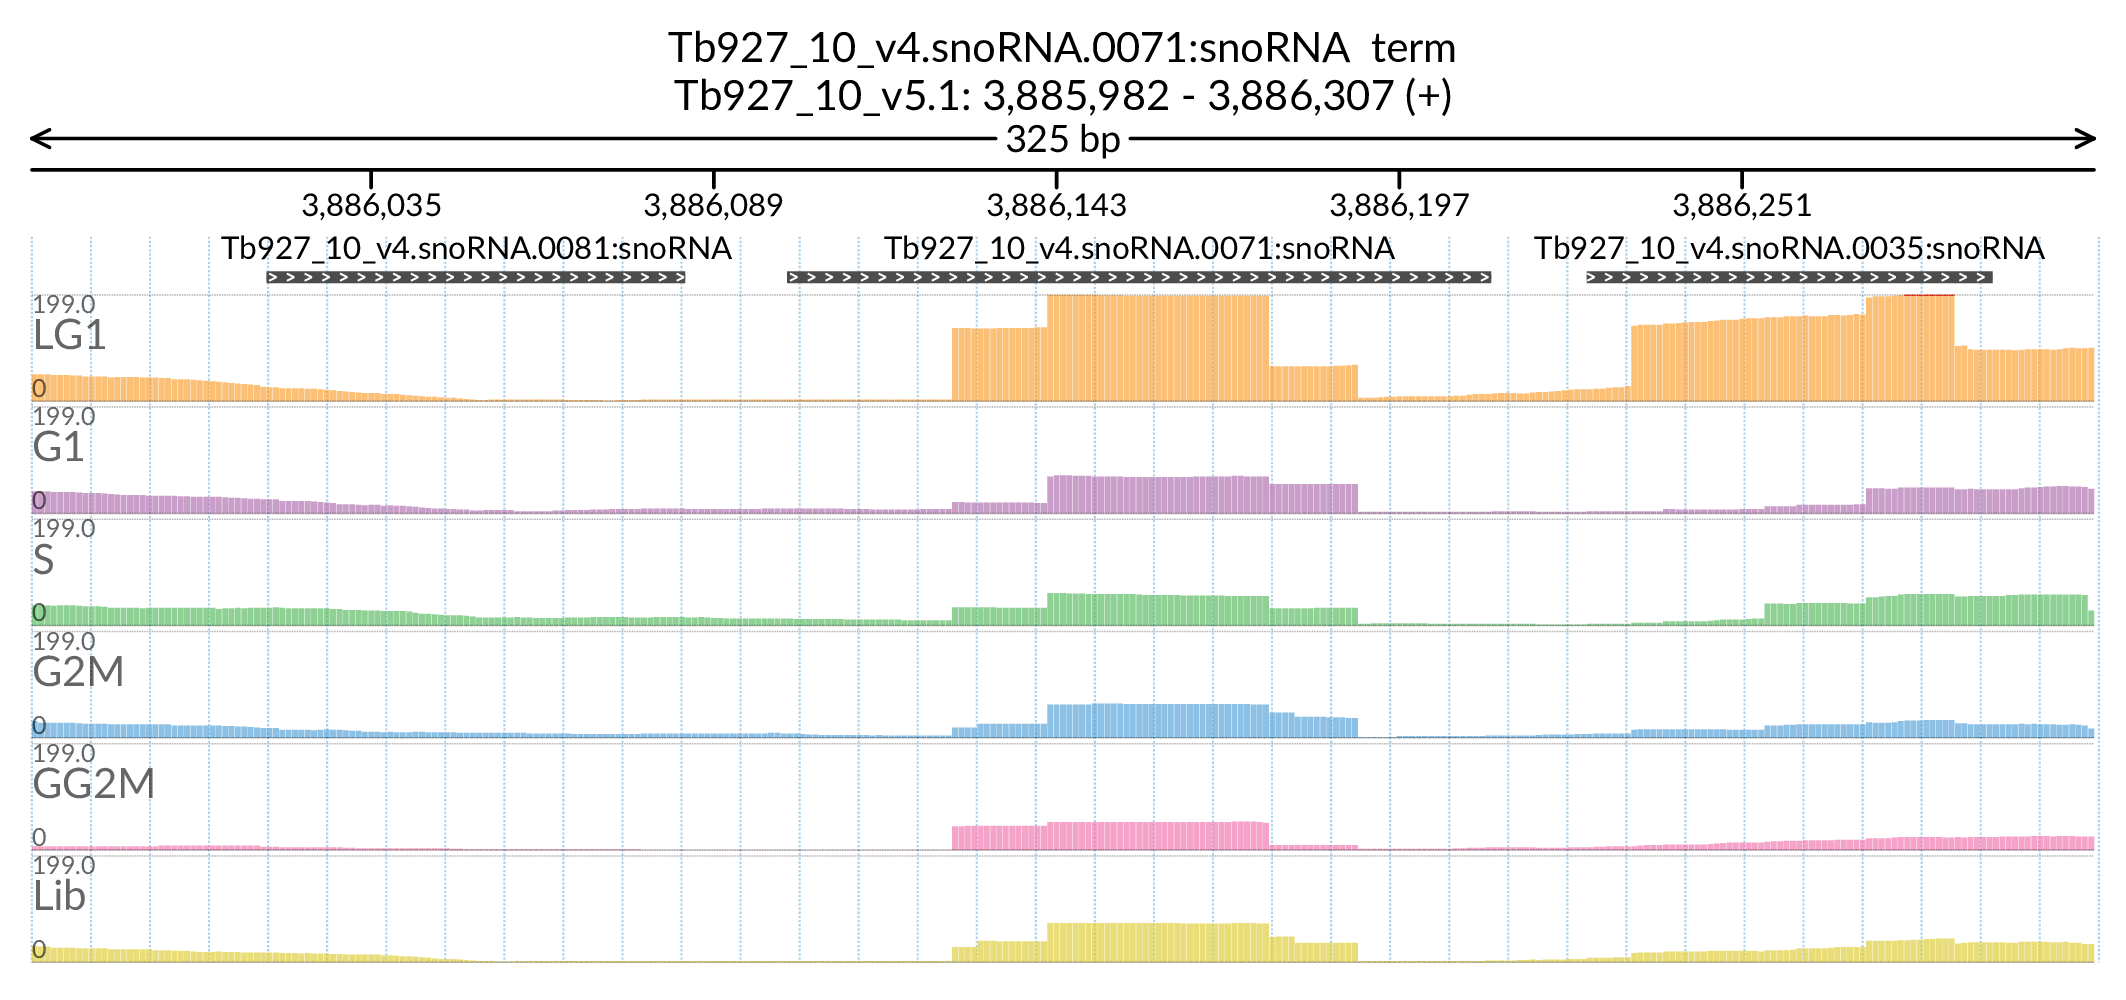 Tb927_10_v4.snoRNA.0071:snoRNA term
Tb927_10_v5.1: 3,885,982 - 3,886,307 (+)
325 bp
3,886,035 3,886,089 3,886,143 3,886,197 3,886,251
Tb927_10_v4.snoRNA.0081:snoRNA Tb927_10_v4.snoRNA.0071:snoRNA Tb927_10_v4.snoRNA.0035:snoRNA
199.0
LG1
0
199.0
G1
0
199.0
S
0
199.0
G2M
0
199.0
GG2M
0
199.0
Lib
0